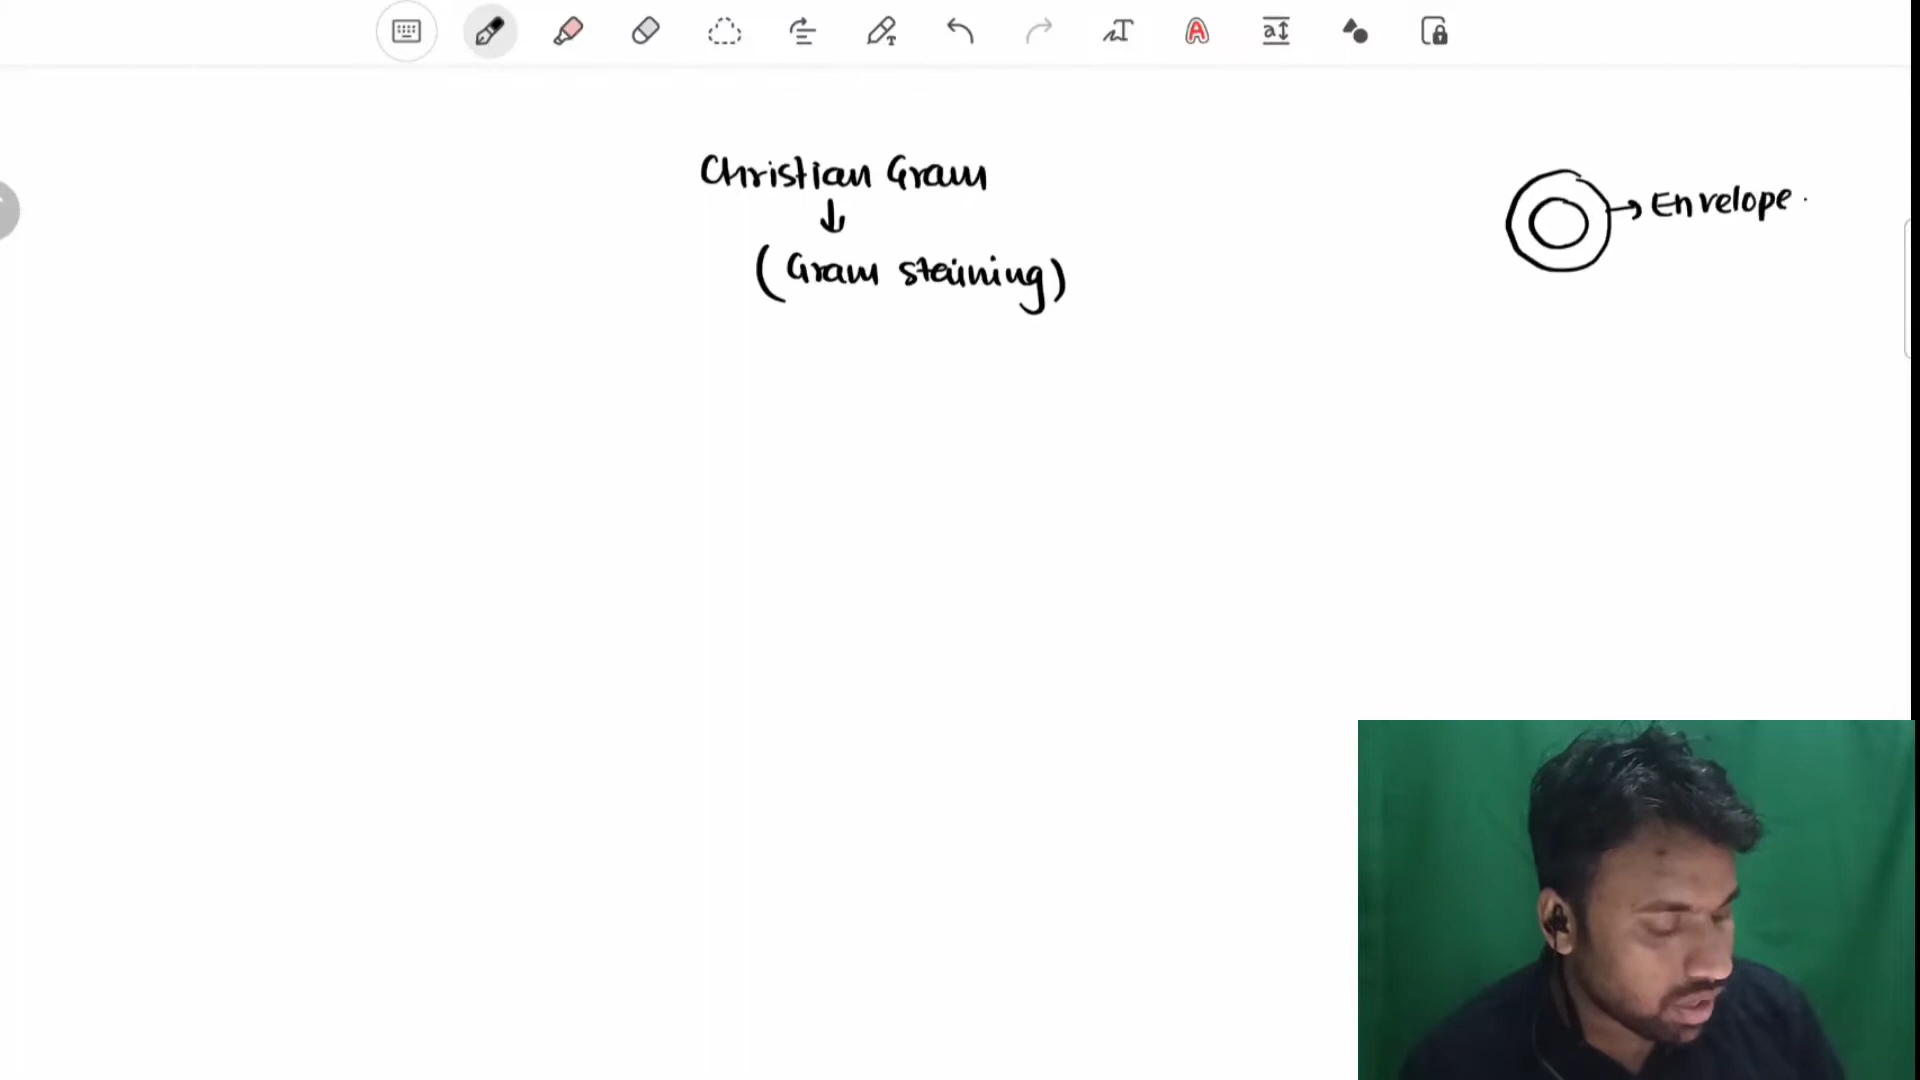 Christian Gram
↓
(Gram staining)
→ Envelope.